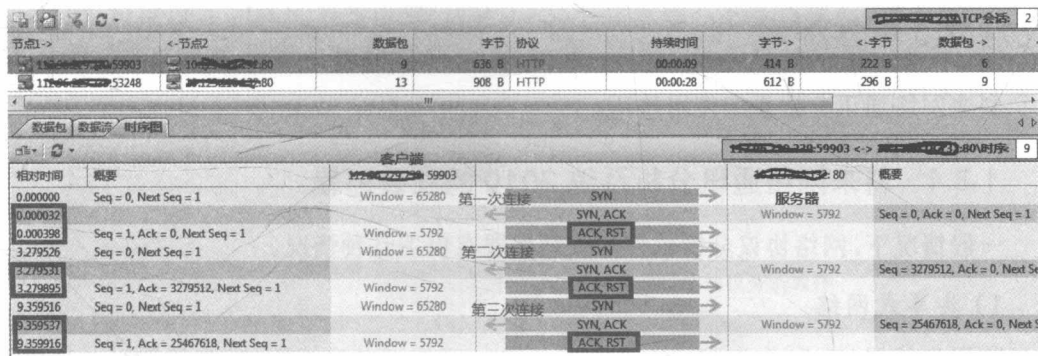 TCP会话: 2
节点1-> <-节点2 数据包 字节 协议 持续时间 字节-> <-字节 数据包->
59903 :80 9 636 B HTTP 00:00:09 414 B 222 B 6
53248 :80 13 908 B HTTP 00:00:28 612 B 296 B 9
数据包 数据流 时序图
59903 <-> :80\时序: 9
客户端
相对时间 概要 59903 80 概要
0.000000 Seq = 0, Next Seq = 1 Window = 65280 第一次连接 SYN 服务器
0.000032 SYN, ACK Window = 5792 Seq = 0, Ack = 0, Next Seq = 1
0.000398 Seq = 1, Ack = 0, Next Seq = 1 Window = 5792 ACK, RST
3.279526 Seq = 0, Next Seq = 1 Window = 65280 第二次连接 SYN
3.279531 SYN, ACK Window = 5792 Seq = 3279512, Ack = 0, Next Se
3.279895 Seq = 1, Ack = 3279512, Next Seq = 1 Window = 5792 ACK, RST
9.359516 Seq = 0, Next Seq = 1 Window = 65280 第三次连接 SYN
9.359537 SYN, ACK Window = 5792 Seq = 25467618, Ack = 0, Next S
9.359916 Seq = 1, Ack = 25467618, Next Seq = 1 Window = 5792 ACK, RST